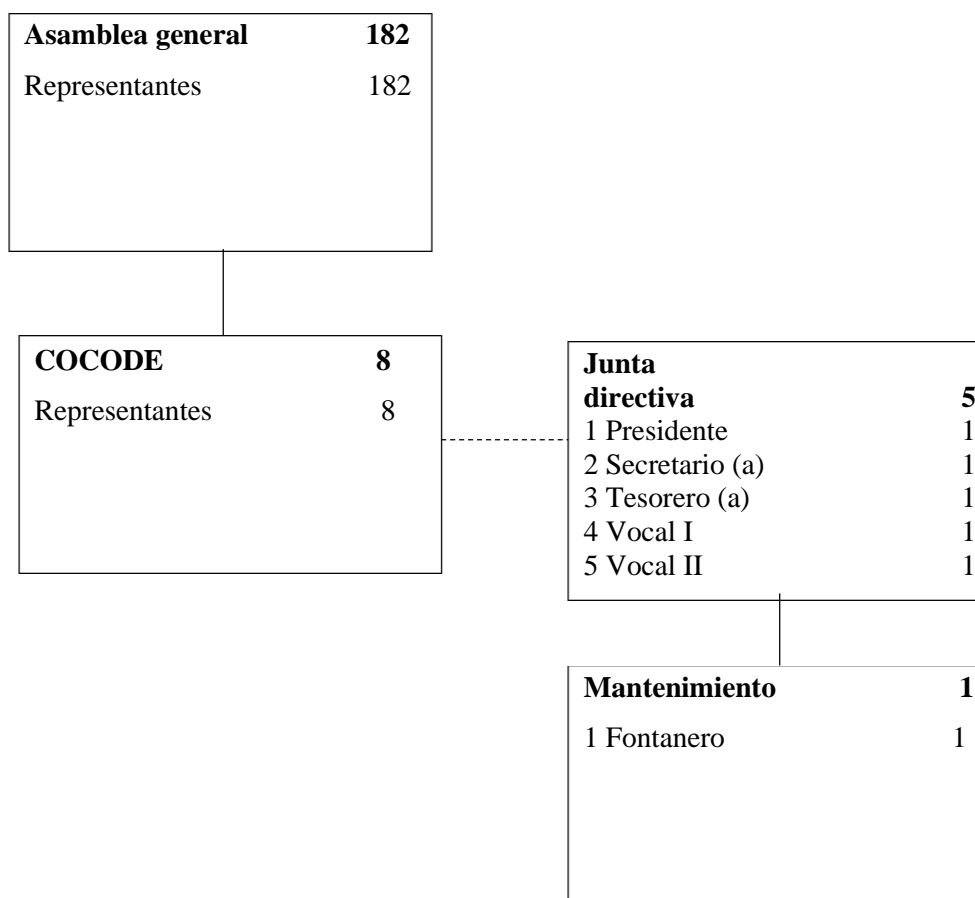 Asamblea general 182
Representantes 182
COCODE 8
Representantes 8
Junta
directiva 5
1 Presidente 1
2 Secretario (a) 1
3 Tesorero (a) 1
4 Vocal I 1
5 Vocal II 1
Mantenimiento 1
1 Fontanero 1